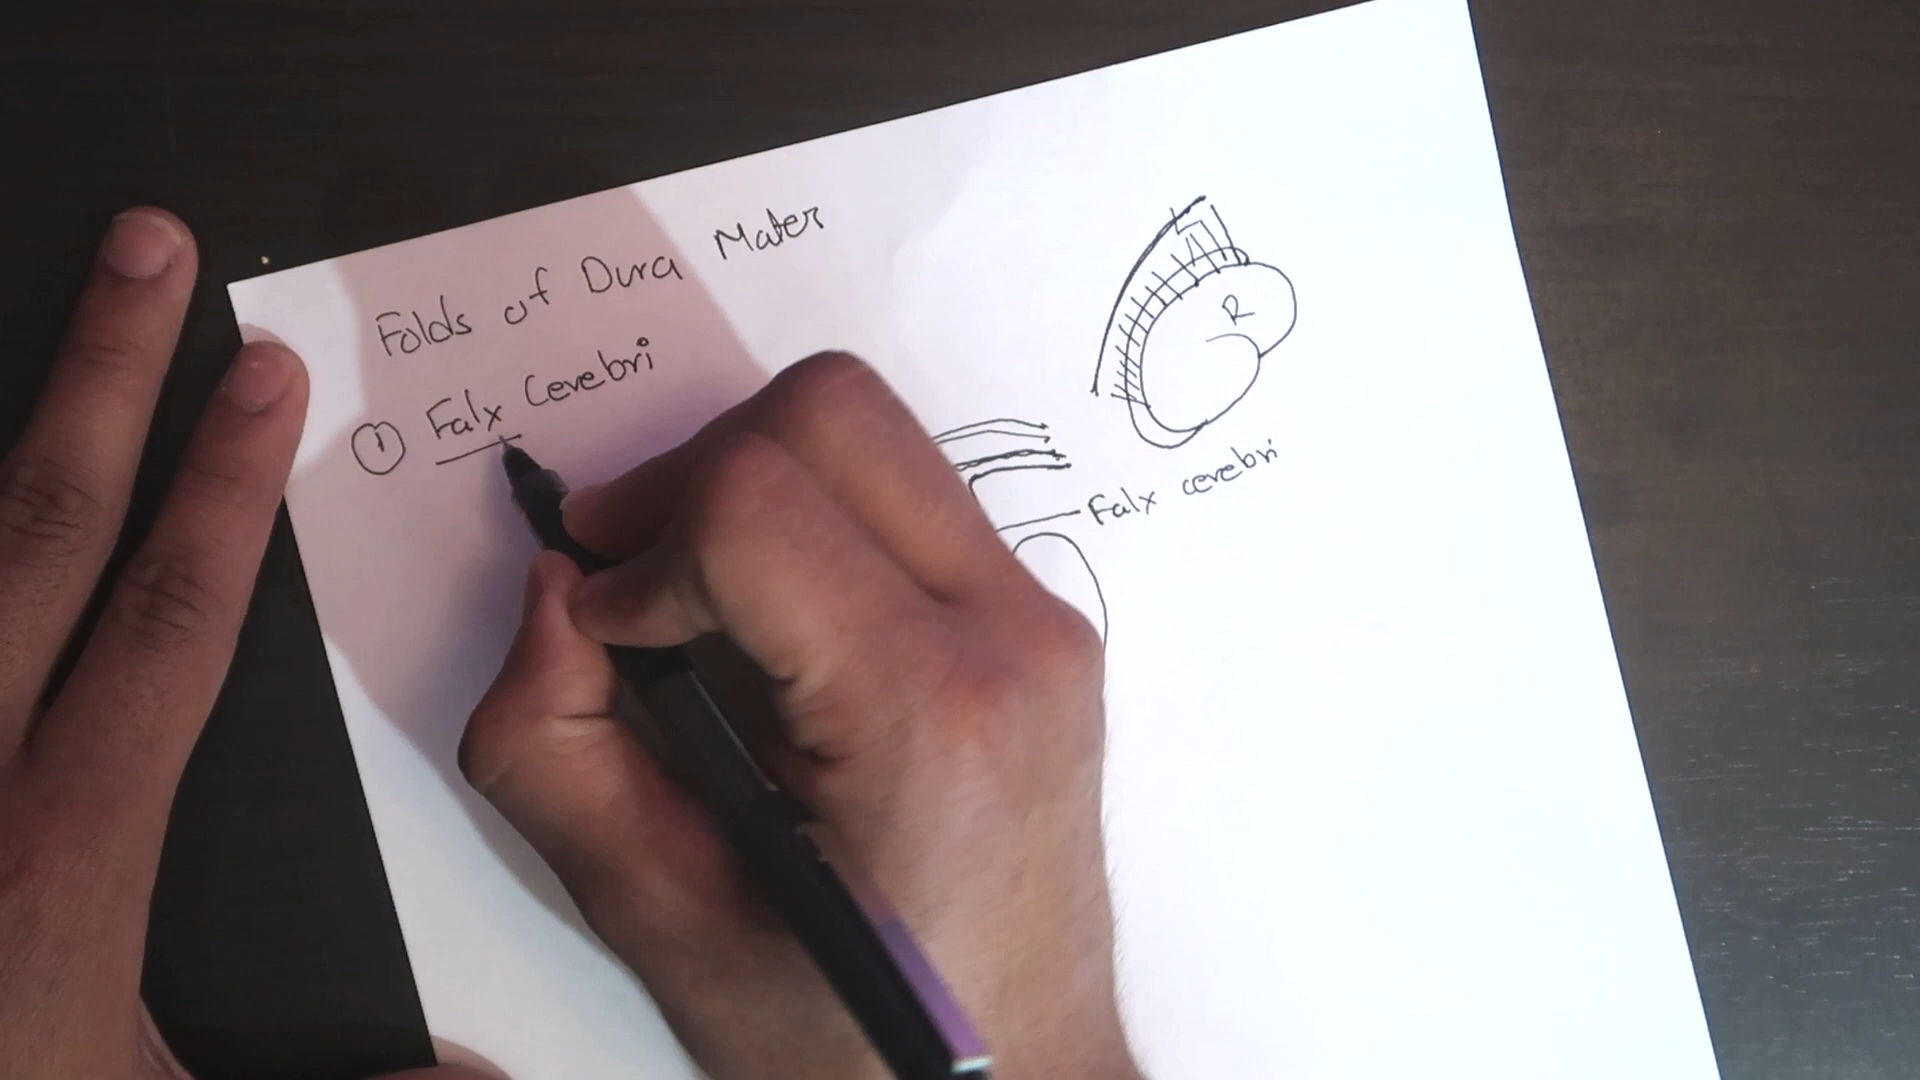 Folds of Dura Mater
① Falx Cerebri
R
Falx cerebri